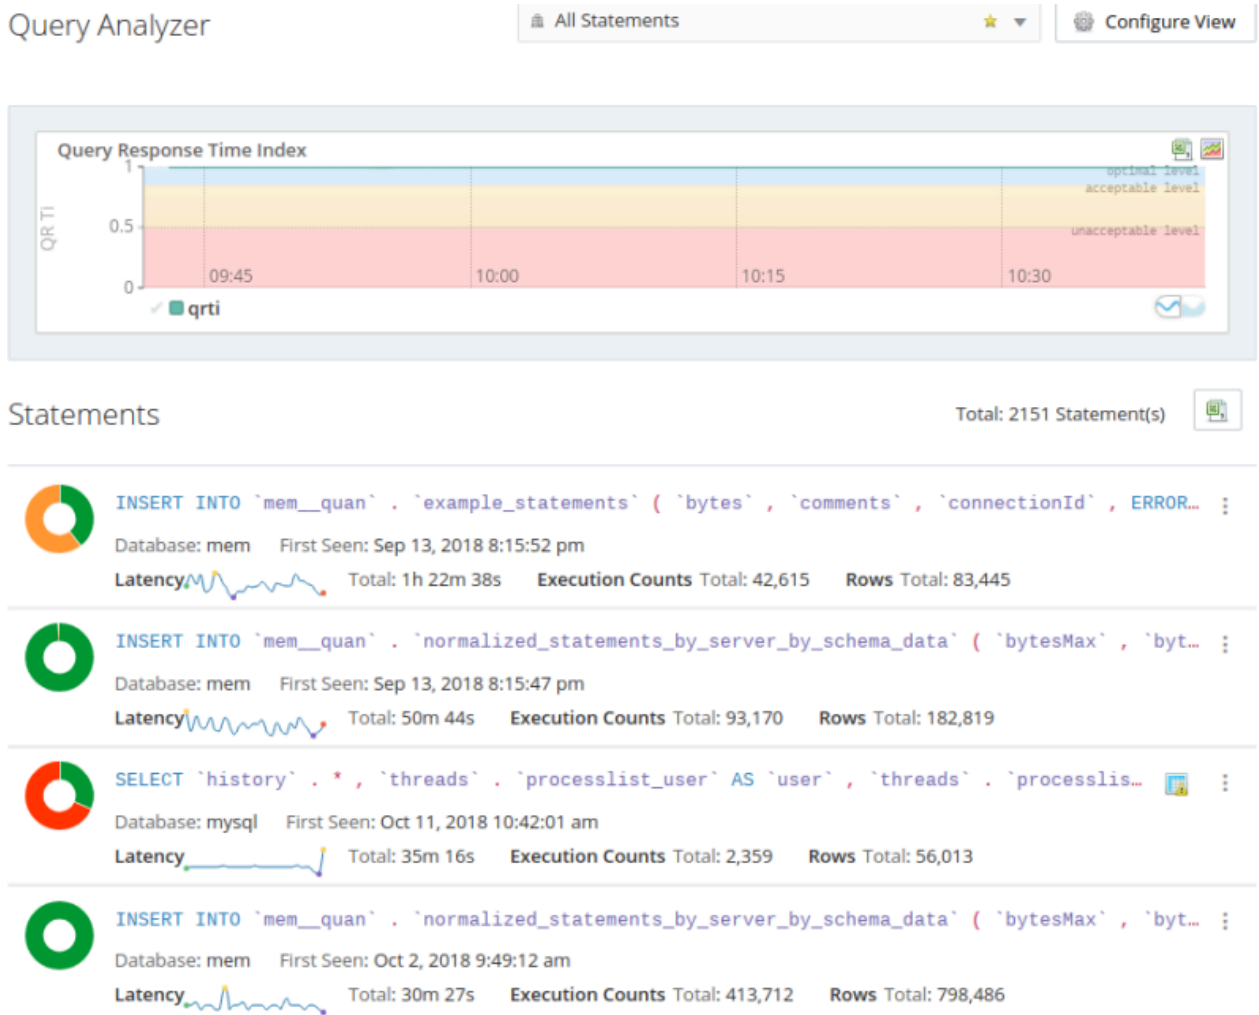 Query Analyzer
All Statements
Configure View
Query Response Time Index
1
optimal level
acceptable level
QR Ti
0.5
unacceptable level
09:45
10:00
10:15
10:30
0
qrti
Statements
Total: 2151 Statement(s)
INSERT INTO `mem__quan` . `example_statements` ( `bytes` , `comments` , `connectionId` , ERROR…
Database: mem First Seen: Sep 13, 2018 8:15:52 pm
Latency Total: 1h 22m 38s Execution Counts Total: 42,615 Rows Total: 83,445
INSERT INTO `mem__quan` . `normalized_statements_by_server_by_schema_data` ( `bytesMax` , `byt…
Database: mem First Seen: Sep 13, 2018 8:15:47 pm
Latency Total: 50m 44s Execution Counts Total: 93,170 Rows Total: 182,819
SELECT `history` . * , `threads` . `processlist_user` AS `user` , `threads` . `processlis…
Database: mysql First Seen: Oct 11, 2018 10:42:01 am
Latency Total: 35m 16s Execution Counts Total: 2,359 Rows Total: 56,013
INSERT INTO `mem__quan` . `normalized_statements_by_server_by_schema_data` ( `bytesMax` , `byt…
Database: mem First Seen: Oct 2, 2018 9:49:12 am
Latency Total: 30m 27s Execution Counts Total: 413,712 Rows Total: 798,486